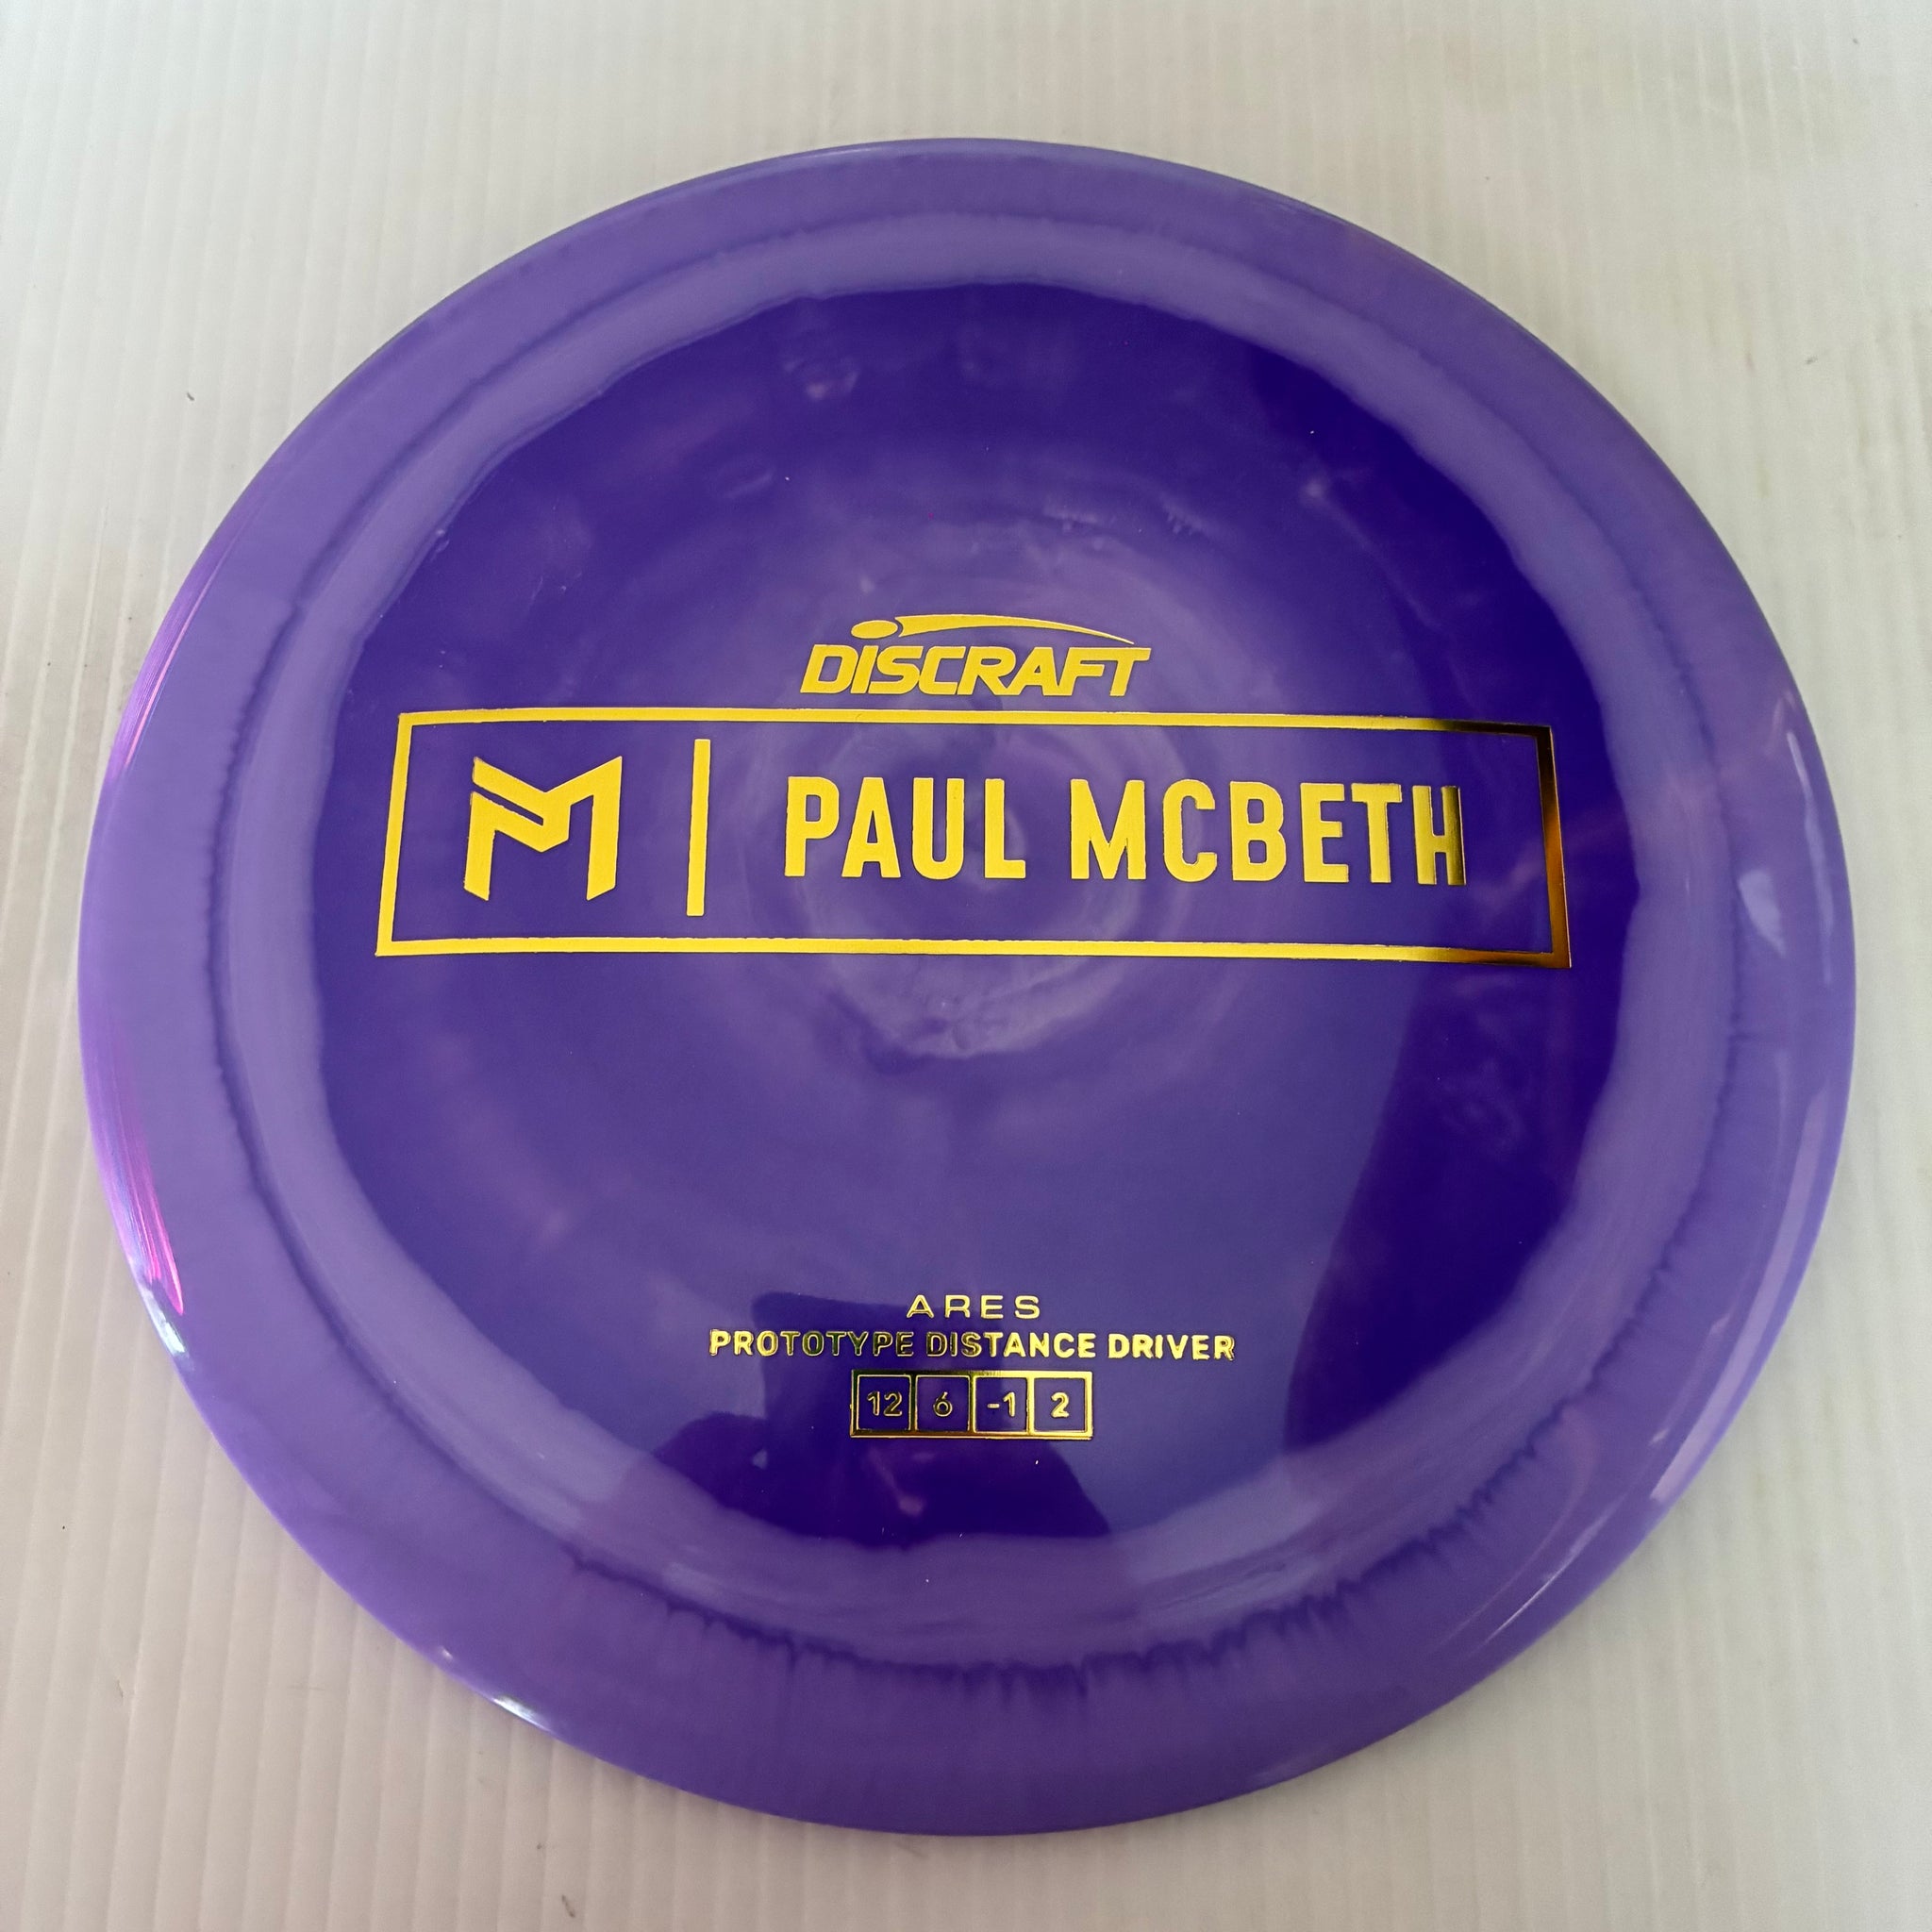 DISCRAFT
M | PAUL MCBETH
ARES
PROTOTYPE DISTANCE DRIVER
12 6 -1 2